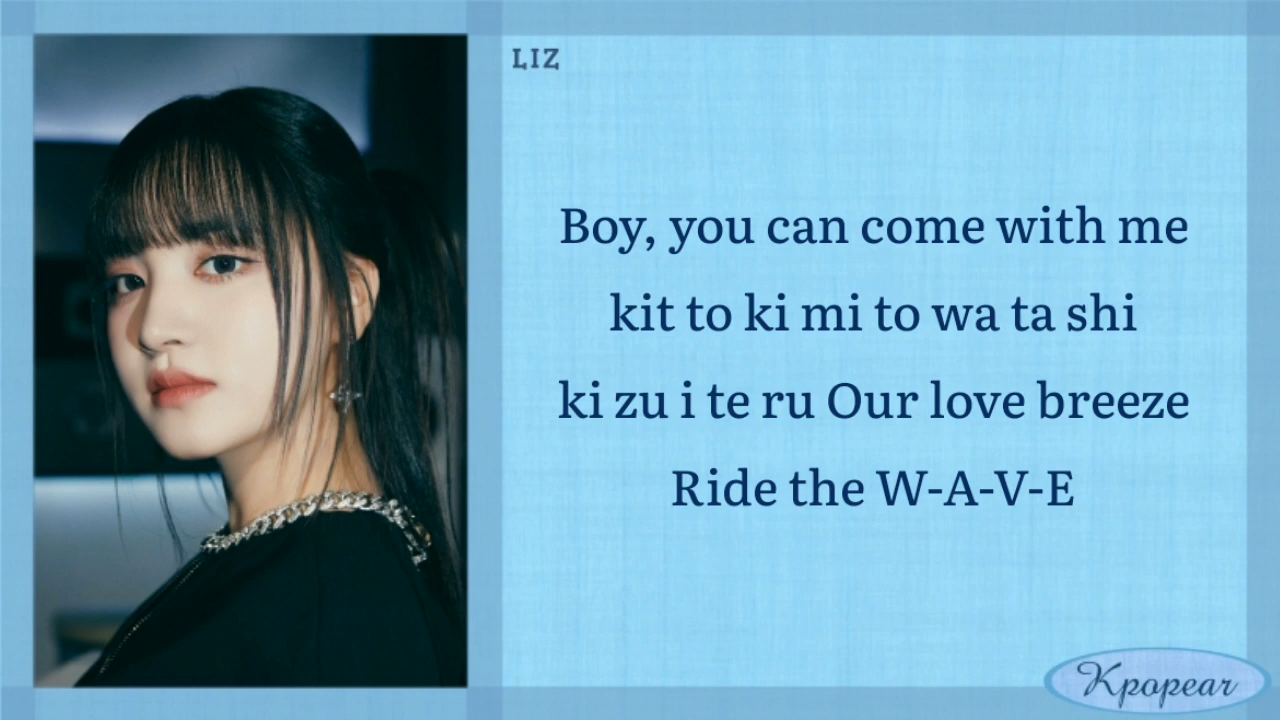 LIZ
Boy, you can come with me
kit to ki mi to wa ta shi
ki zu i te ru Our love breeze
Ride the W-A-V-E
Kpopear